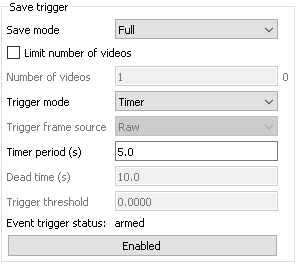 Save trigger
Save mode Full
Limit number of videos
Number of videos 1 0
Trigger mode Timer
Trigger frame source Raw
Timer period (s) 5.0
Dead time (s) 10.0
Trigger threshold 0.0000
Event trigger status: armed
Enabled